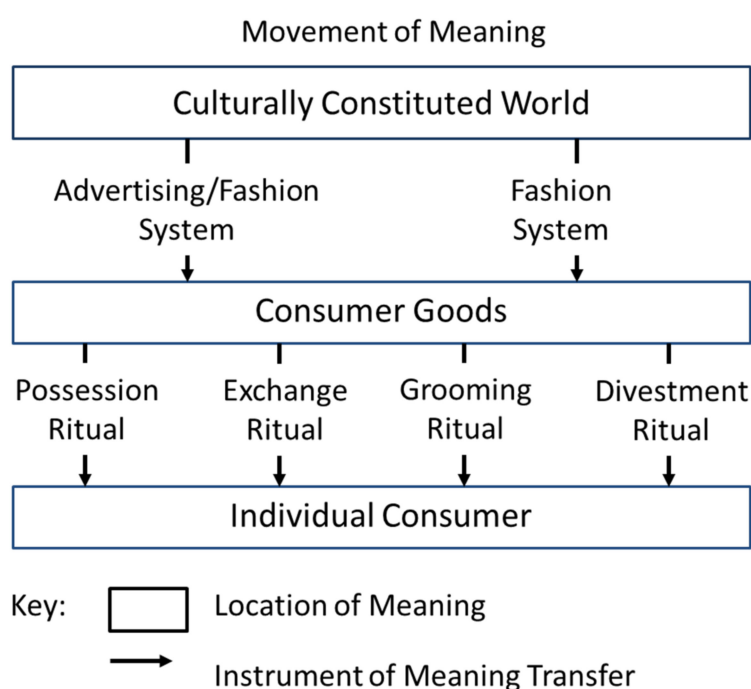 Movement of Meaning
Culturally Constituted World
Advertising/Fashion
System
Fashion
System
Consumer Goods
Possession
Ritual
Exchange
Ritual
Grooming
Ritual
Divestment
Ritual
Individual Consumer
Key:
Location of Meaning
Instrument of Meaning Transfer